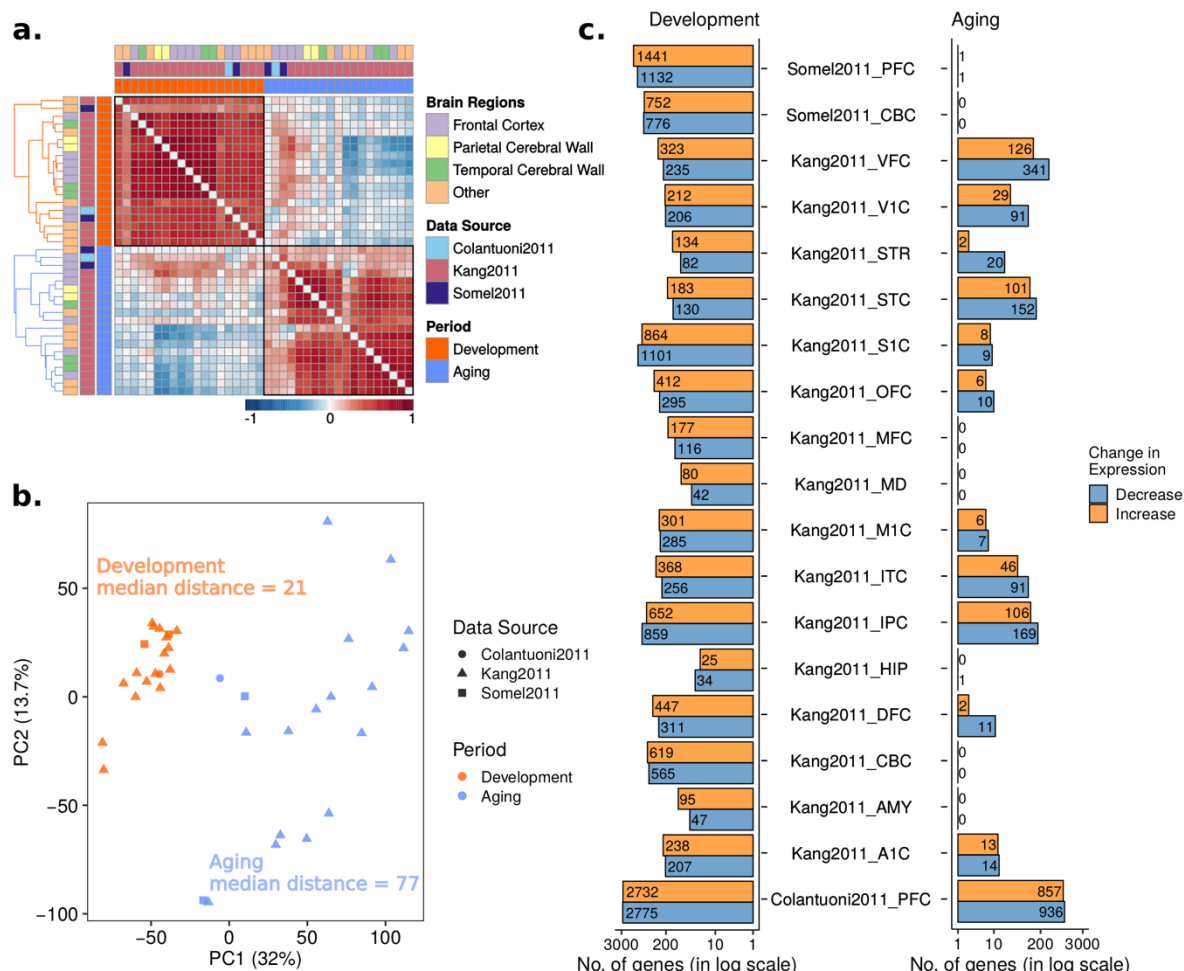 a.
Brain Regions
Frontal Cortex
Parietal Cerebral Wall
Temporal Cerebral Wall
Other
Data Source
Colantuoni2011
Kang2011
Somel2011
Period
Development
Aging
-1 0 1
b.
Development
median distance = 21
Aging
median distance = 77
50
0
−50
−100
−50 0 50 100
PC2 (13.7%)
PC1 (32%)
Data Source
Colantuoni2011
Kang2011
Somel2011
Period
Development
Aging
c.
Development Aging
1441 1
Somel2011_PFC
1132 1
752 0
Somel2011_CBC
776 0
323 126
Kang2011_VFC
235 341
212 29
Kang2011_V1C
206 91
134 2
Kang2011_STR
82 20
183 101
Kang2011_STC
130 152
864 8
Kang2011_S1C
1101 9
412 6
Kang2011_OFC
295 10
177 0
Kang2011_MFC
116 0
80 0
Kang2011_MD
42 0
301 6
Kang2011_M1C
285 7
368 46
Kang2011_ITC
256 91
652 106
Kang2011_IPC
859 169
25 0
Kang2011_HIP
34 1
447 2
Kang2011_DFC
311 11
619 0
Kang2011_CBC
565 0
95 0
Kang2011_AMY
47 0
238 13
Kang2011_A1C
207 14
2732 857
Colantuoni2011_PFC
2775 936
3000 200 10 1 1 10 200 3000
No. of genes (in log scale) No. of genes (in log scale)
Change in
Expression
Decrease
Increase